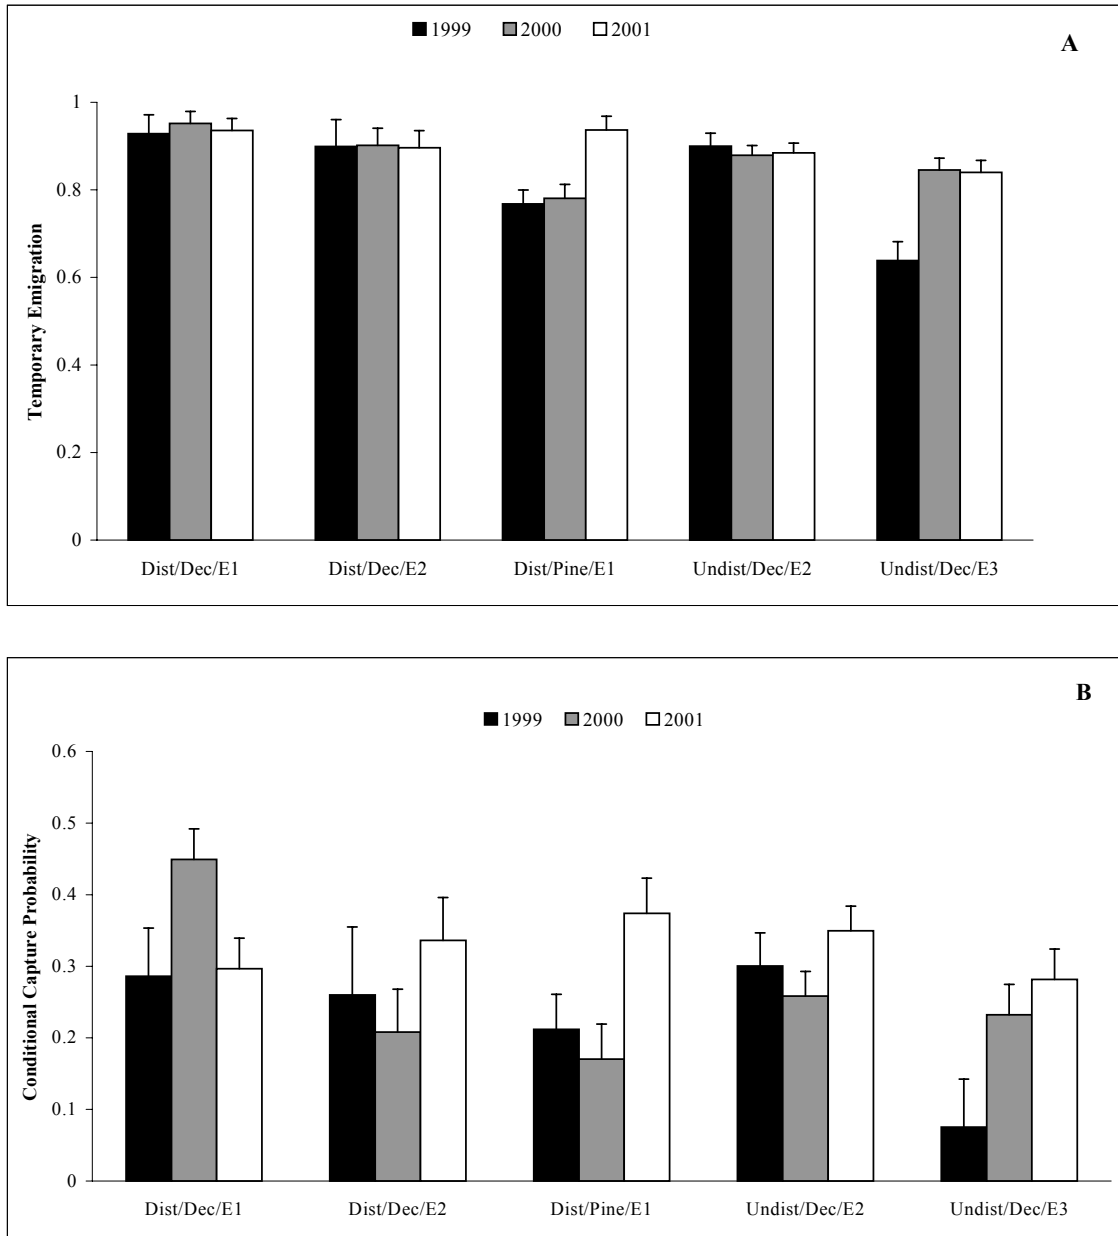 1999 2000 2001
A
Temporary Emigration
1
0.8
0.6
0.4
0.2
0
Dist/Dec/E1 Dist/Dec/E2 Dist/Pine/E1 Undist/Dec/E2 Undist/Dec/E3
B
1999 2000 2001
Conditional Capture Probability
0.6
0.5
0.4
0.3
0.2
0.1
0
Dist/Dec/E1 Dist/Dec/E2 Dist/Pine/E1 Undist/Dec/E2 Undist/Dec/E3